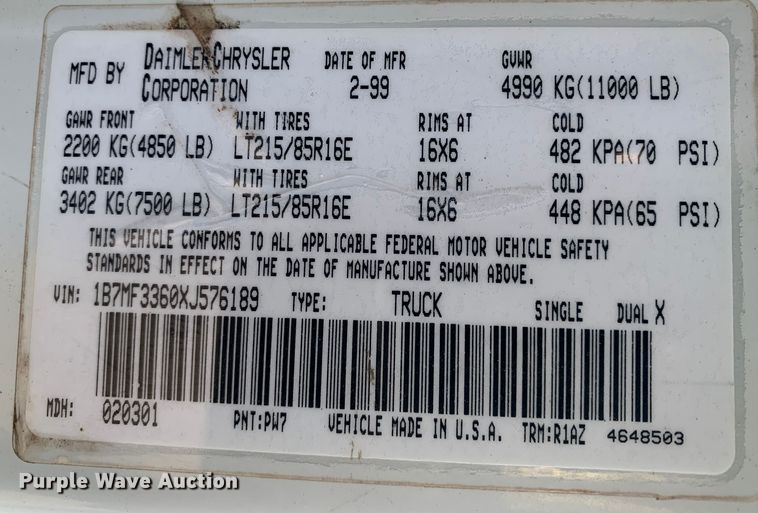 MFD BY DAIMLERCHRYSLER CORPORATION DATE OF MFR 2-99 GVWR 4990 KG(11000 LB)
GAWR FRONT WITH TIRES RIMS AT COLD
2200 KG(4850 LB) LT215/85R16E 16X6 482 KPA(70 PSI)
GAWR REAR WITH TIRES RIMS AT COLD
3402 KG(7500 LB) LT215/85R16E 16X6 448 KPA(65 PSI)
THIS VEHICLE CONFORMS TO ALL APPLICABLE FEDERAL MOTOR VEHICLE SAFETY
STANDARDS IN EFFECT ON THE DATE OF MANUFACTURE SHOWN ABOVE.
VIN: 1B7MF3360XJ576189 TYPE: TRUCK SINGLE DUAL X
MDH: 020301 PNT:PW7 VEHICLE MADE IN U.S.A. TRM:R1AZ 4648503
Purple Wave Auction